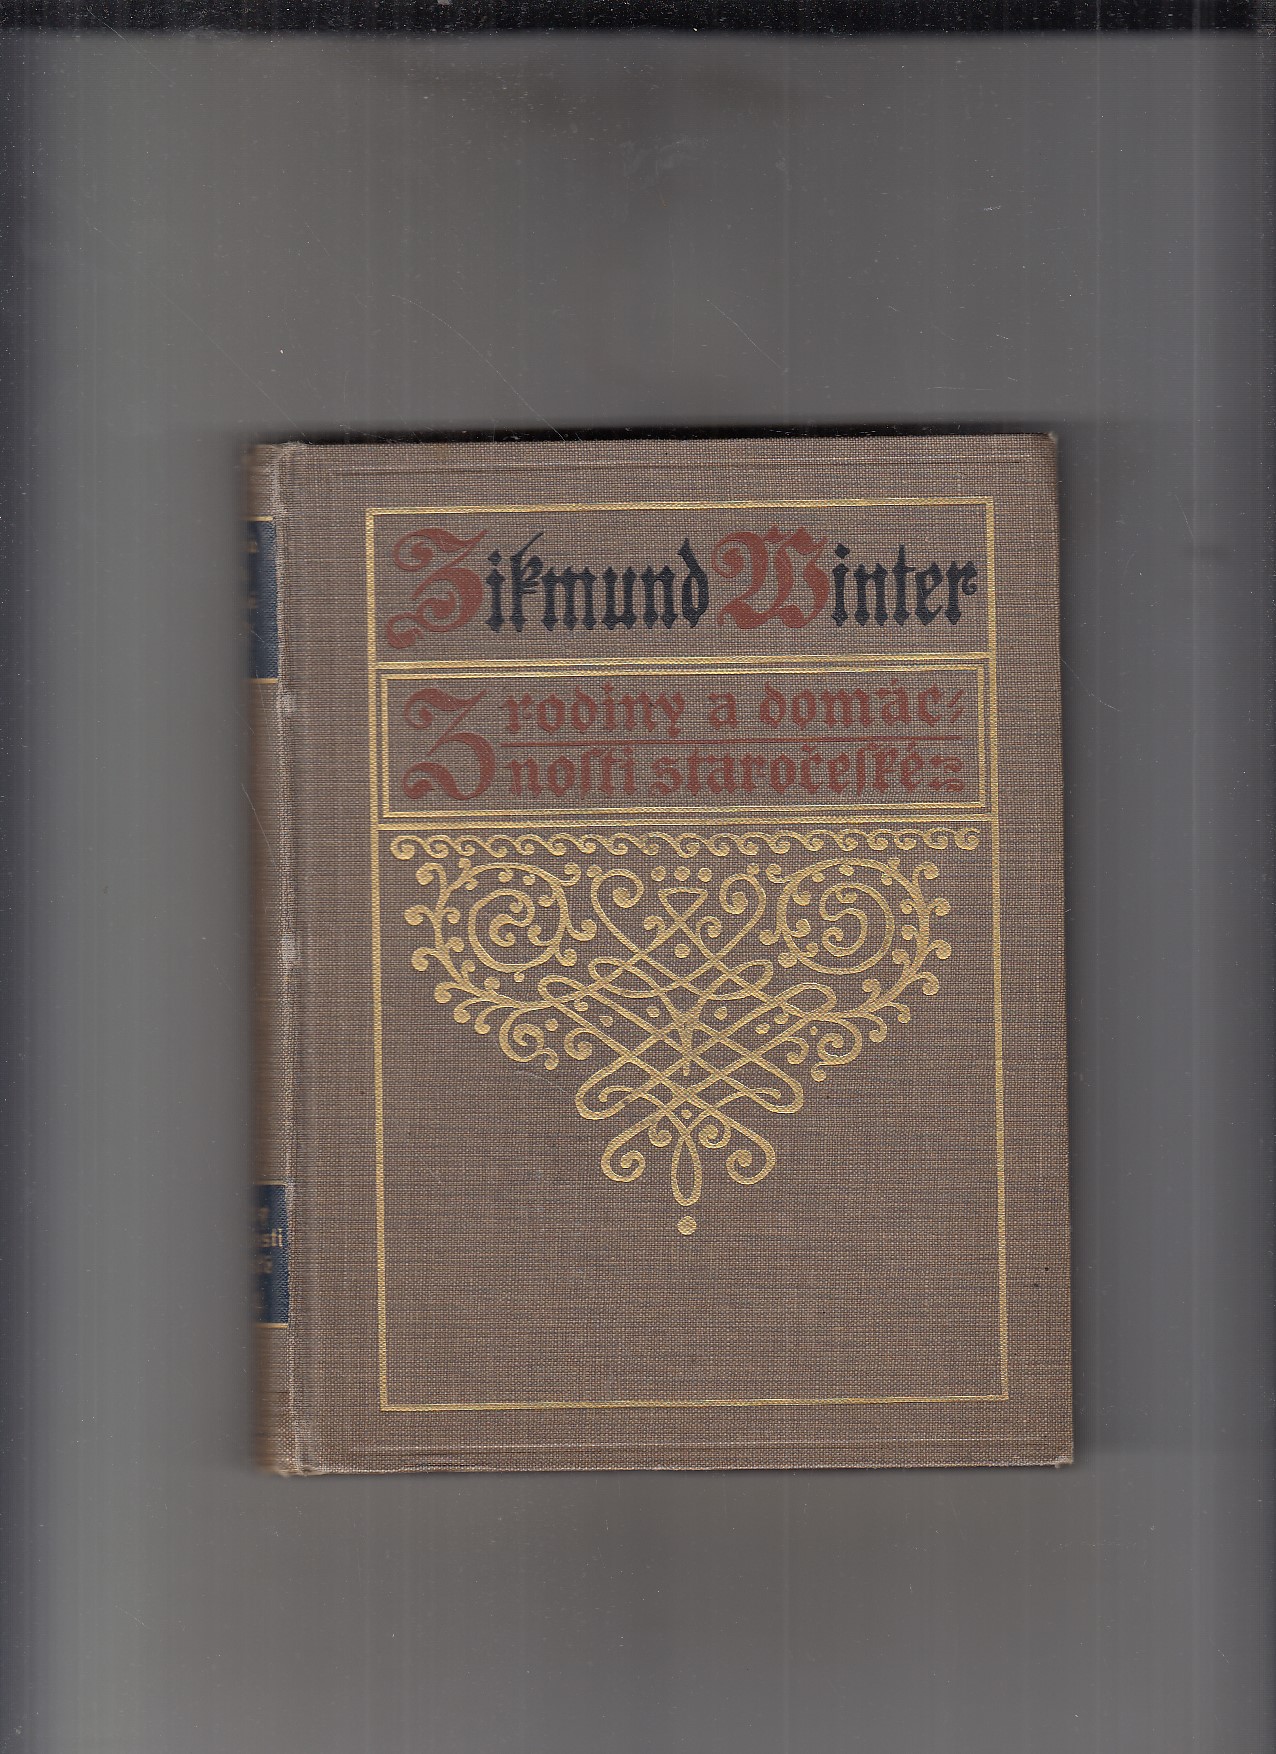 Zikmund Winter
Z rodiny a domác-
nosti staročeské